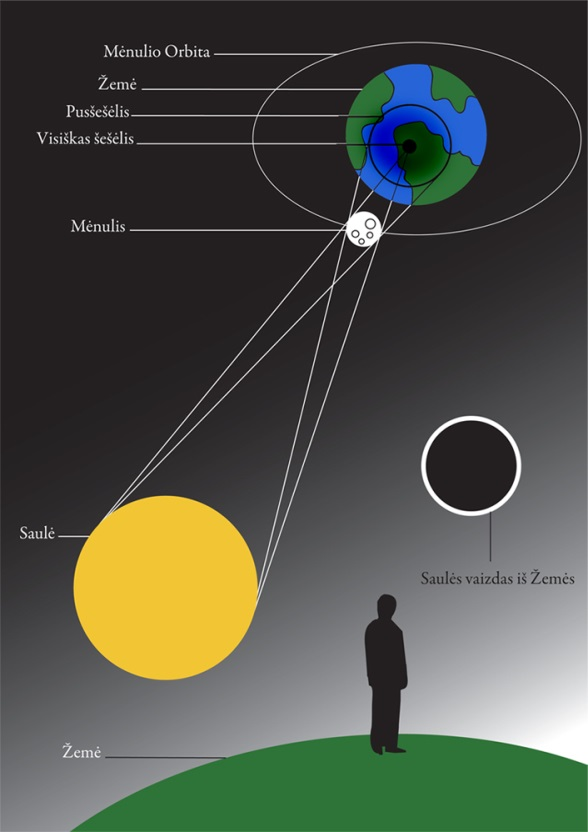 Mėnulio Orbita
Žemė
Pusšešėlis
Visiškas šešėlis
Mėnulis
Saulė
Saulės vaizdas iš Žemės
Žemė